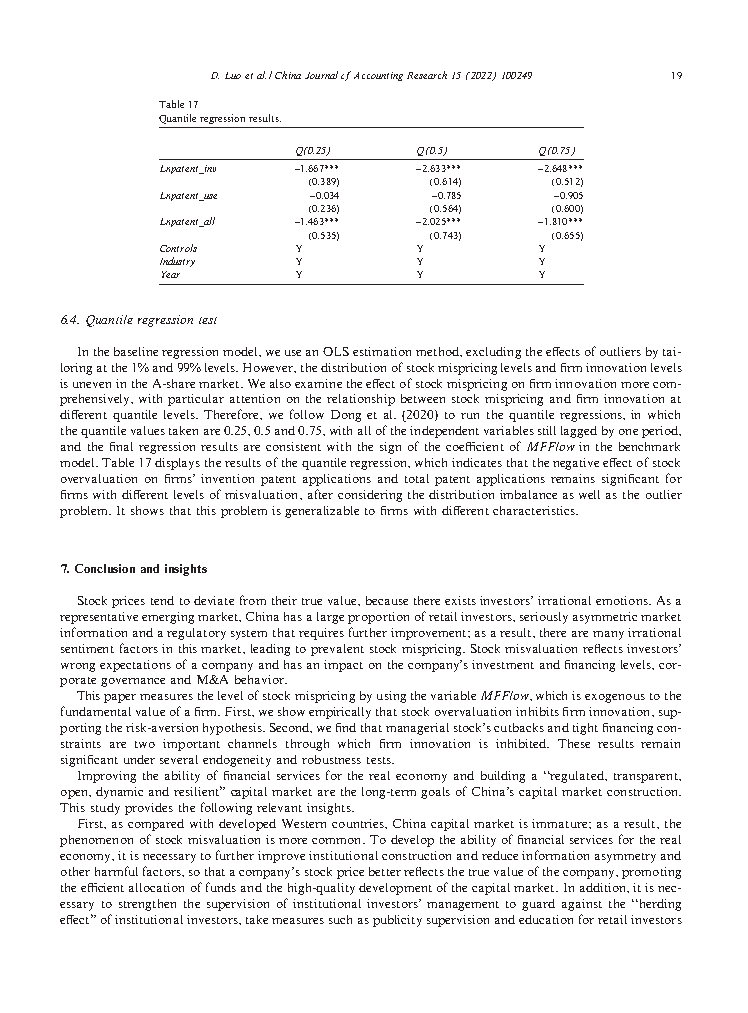 D. Luo et al. / China Journal of Accounting Research 15 (2022) 100249 19
Table 17
Quantile regression results.
Q(0.25) Q(0.5) Q(0.75)
Lnpatent_inv −1.667*** −2.633*** −2.648***
(0.389) (0.614) (0.512)
Lnpatent_use −0.034 −0.785 −0.905
(0.236) (0.564) (0.600)
Lnpatent_all −1.463*** −2.025*** −1.810***
(0.535) (0.743) (0.655)
Controls Y Y Y
Industry Y Y Y
Year Y Y Y
6.4. Quantile regression test
In the baseline regression model, we use an OLS estimation method, excluding the effects of outliers by tai-
loring at the 1% and 99% levels. However, the distribution of stock mispricing levels and firm innovation levels
is uneven in the A-share market. We also examine the effect of stock mispricing on firm innovation more com-
prehensively, with particular attention on the relationship between stock mispricing and firm innovation at
different quantile levels. Therefore, we follow Dong et al. (2020) to run the quantile regressions, in which
the quantile values taken are 0.25, 0.5 and 0.75, with all of the independent variables still lagged by one period,
and the final regression results are consistent with the sign of the coefficient of MFFlow in the benchmark
model. Table 17 displays the results of the quantile regression, which indicates that the negative effect of stock
overvaluation on firms' invention patent applications and total patent applications remains significant for
firms with different levels of misvaluation, after considering the distribution imbalance as well as the outlier
problem. It shows that this problem is generalizable to firms with different characteristics.
7. Conclusion and insights
Stock prices tend to deviate from their true value, because there exists investors' irrational emotions. As a
representative emerging market, China has a large proportion of retail investors, seriously asymmetric market
information and a regulatory system that requires further improvement; as a result, there are many irrational
sentiment factors in this market, leading to prevalent stock mispricing. Stock misvaluation reflects investors'
wrong expectations of a company and has an impact on the company's investment and financing levels, cor-
porate governance and M&A behavior.
This paper measures the level of stock mispricing by using the variable MFFlow, which is exogenous to the
fundamental value of a firm. First, we show empirically that stock overvaluation inhibits firm innovation, sup-
porting the risk-aversion hypothesis. Second, we find that managerial stock's cutbacks and tight financing con-
straints are two important channels through which firm innovation is inhibited. These results remain
significant under several endogeneity and robustness tests.
Improving the ability of financial services for the real economy and building a "regulated, transparent,
open, dynamic and resilient" capital market are the long-term goals of China's capital market construction.
This study provides the following relevant insights.
First, as compared with developed Western countries, China capital market is immature; as a result, the
phenomenon of stock misvaluation is more common. To develop the ability of financial services for the real
economy, it is necessary to further improve institutional construction and reduce information asymmetry and
other harmful factors, so that a company's stock price better reflects the true value of the company, promoting
the efficient allocation of funds and the high-quality development of the capital market. In addition, it is nec-
essary to strengthen the supervision of institutional investors' management to guard against the "herding
effect" of institutional investors, take measures such as publicity supervision and education for retail investors